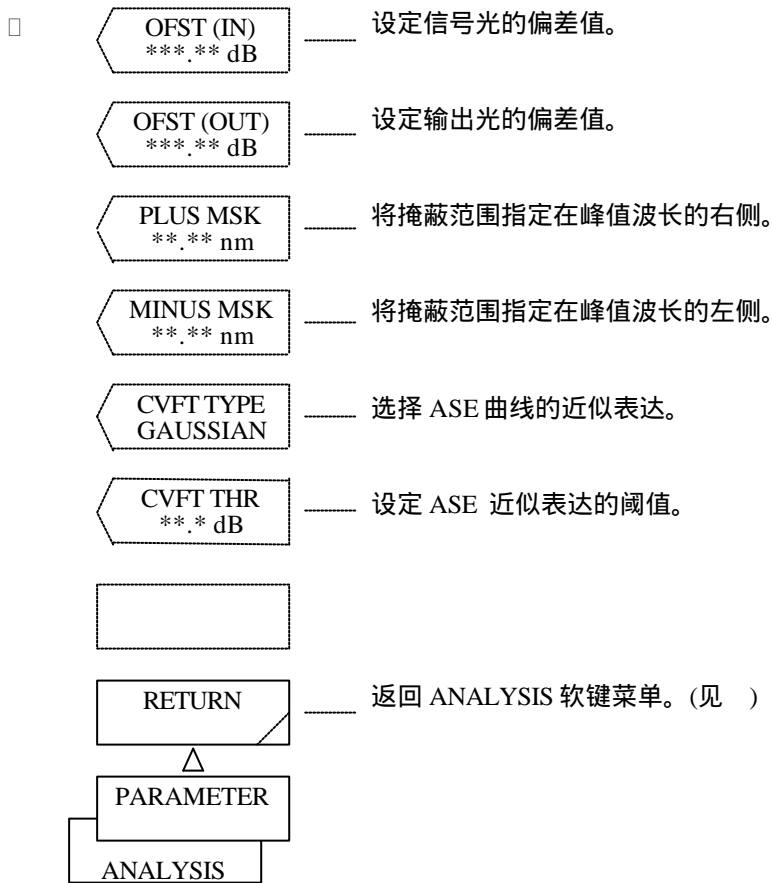 OFST (IN)
***.** dB
设定信号光的偏差值。
OFST (OUT)
***.** dB
设定输出光的偏差值。
PLUS MSK
**.** nm
将掩蔽范围指定在峰值波长的右侧。
MINUS MSK
**.** nm
将掩蔽范围指定在峰值波长的左侧。
CVFT TYPE
GAUSSIAN
选择 ASE 曲线的近似表达。
CVFT THR
**.* dB
设定 ASE 近似表达的阈值。
RETURN
返回 ANALYSIS 软键菜单。(见 )
PARAMETER
ANALYSIS